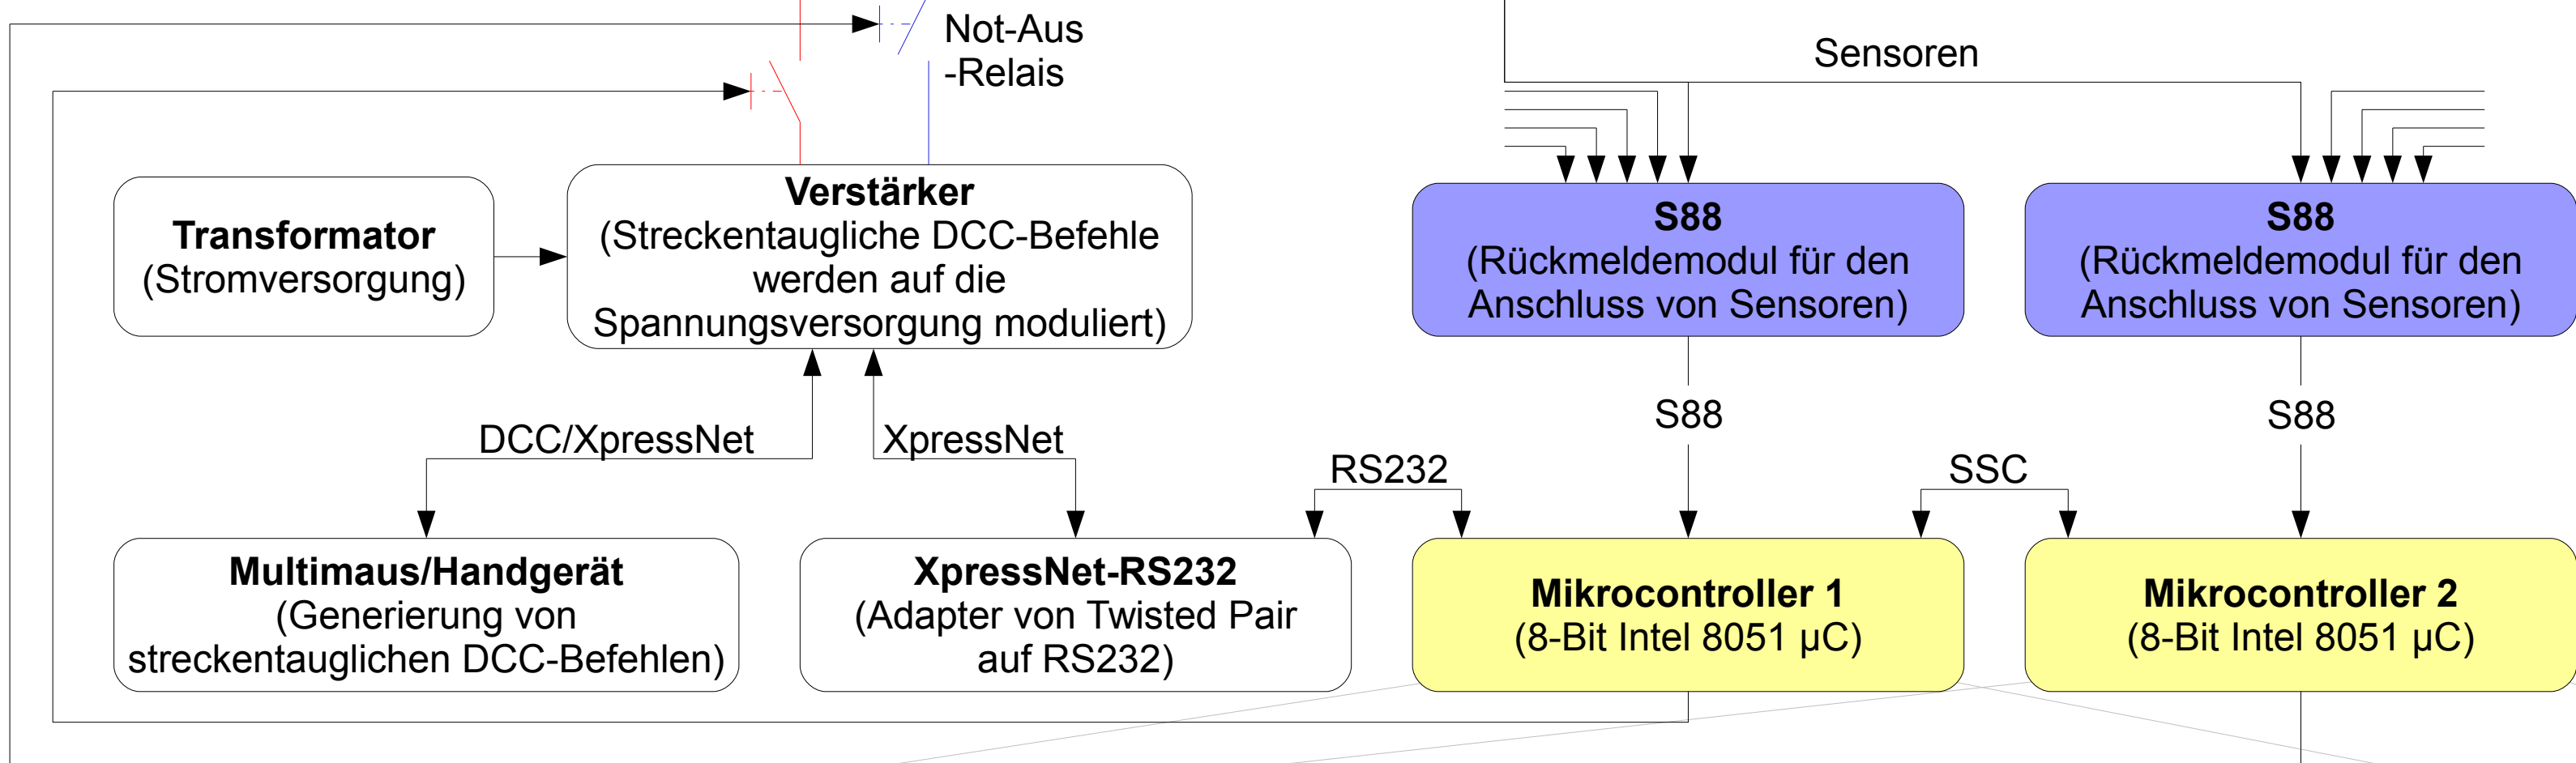 Not-Aus
-Relais
Sensoren
Transformator
(Stromversorgung)
Verstärker
(Streckentaugliche DCC-Befehle
werden auf die
Spannungsversorgung moduliert)
S88
(Rückmeldemodul für den
Anschluss von Sensoren)
S88
(Rückmeldemodul für den
Anschluss von Sensoren)
DCC/XpressNet
XpressNet
RS232
S88
SSC
S88
Multimaus/Handgerät
(Generierung von
streckentauglichen DCC-Befehlen)
XpressNet-RS232
(Adapter von Twisted Pair
auf RS232)
Mikrocontroller 1
(8-Bit Intel 8051 µC)
Mikrocontroller 2
(8-Bit Intel 8051 µC)